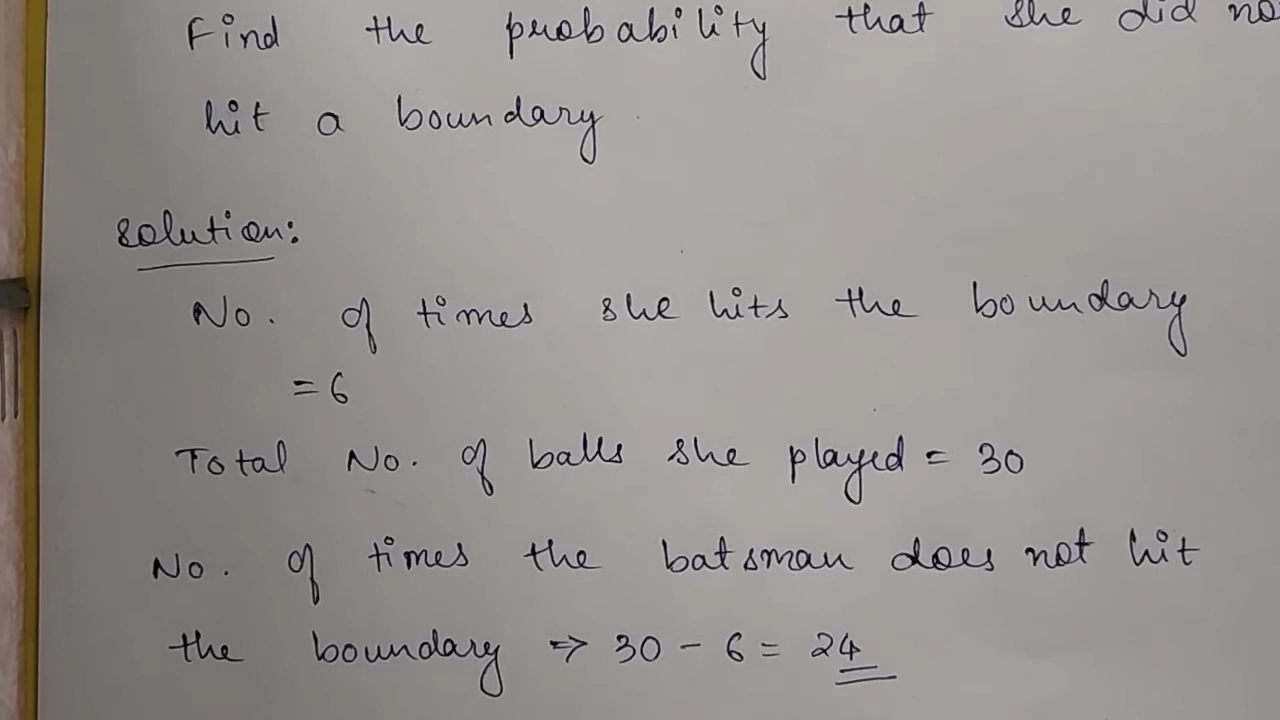 Find the probability that she did no
hit a boundary
Solution:
No. of times she hits the boundary
= 6
Total No. of balls she played = 30
No. of times the batsman does not hit
the boundary ⇒ 30 - 6 = 24